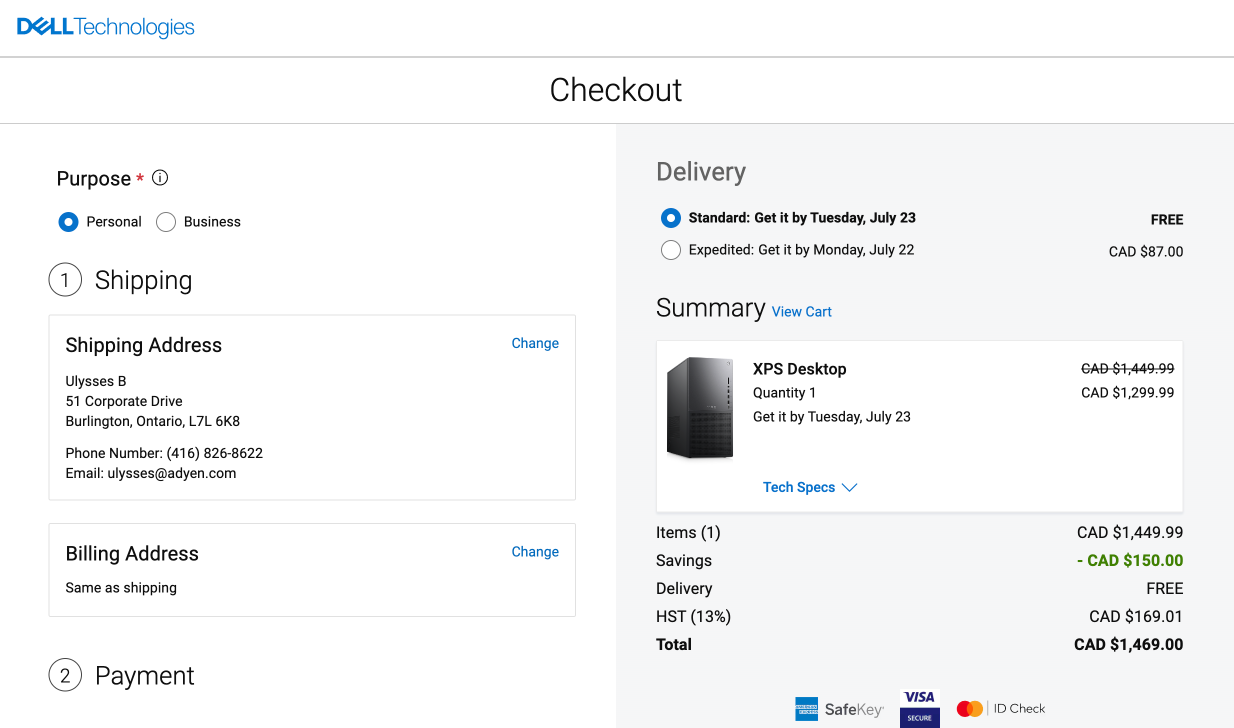 DELLTechnologies
Checkout
Purpose *
Personal
Business
1 Shipping
Shipping Address
Change
Ulysses B
51 Corporate Drive
Burlington, Ontario, L7L 6K8
Phone Number: (416) 826-8622
Email: ulysses@adyen.com
Billing Address
Change
Same as shipping
2 Payment
Delivery
Standard: Get it by Tuesday, July 23
FREE
Expedited: Get it by Monday, July 22
CAD $87.00
Summary View Cart
XPS Desktop
CAD $1,449.99
Quantity 1
CAD $1,299.99
Get it by Tuesday, July 23
Tech Specs
Items (1)
CAD $1,449.99
Savings
- CAD $150.00
Delivery
FREE
HST (13%)
CAD $169.01
Total
CAD $1,469.00
SafeKey
VISA
SECURE
ID Check